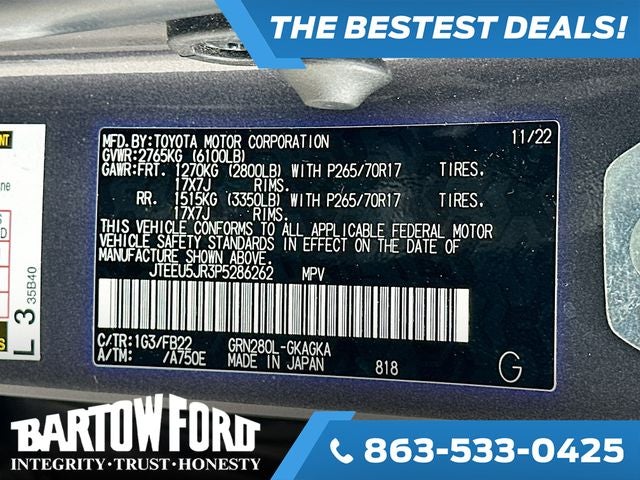 THE BESTEST DEALS!
MFD. BY: TOYOTA MOTOR CORPORATION 11/22
GVWR: 2765KG (6100LB)
GAWR: FRT. 1270KG (2800LB) WITH P265/70R17 TIRES.
17X7J RIMS.
RR. 1515KG (3350LB) WITH P265/70R17 TIRES.
17X7J RIMS.
THIS VEHICLE CONFORMS TO ALL APPLICABLE FEDERAL MOTOR
VEHICLE SAFETY STANDARDS IN EFFECT ON THE DATE OF
MANUFACTURE SHOWN ABOVE.
JTEEU5JR3P5286262 MPV
C/TR: 1G3/FB22 GRN280L-GKAGKA
A/TM: /A750E MADE IN JAPAN 818 G
L 3 35B40
BARTOW FORD
INTEGRITY·TRUST·HONESTY
863-533-0425